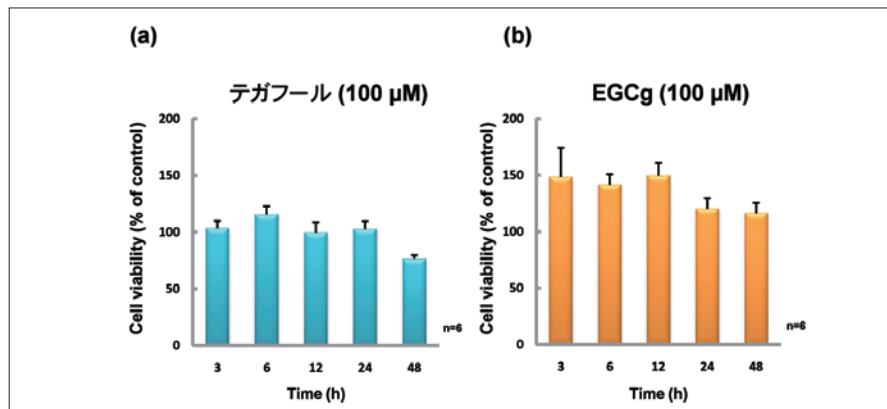 (a)
テガフール (100 μM)
Cell viability (% of control)
200
150
100
50
0
3 6 12 24 48
n=6
Time (h)
(b)
EGCg (100 μM)
Cell viability (% of control)
200
150
100
50
0
3 6 12 24 48
n=6
Time (h)